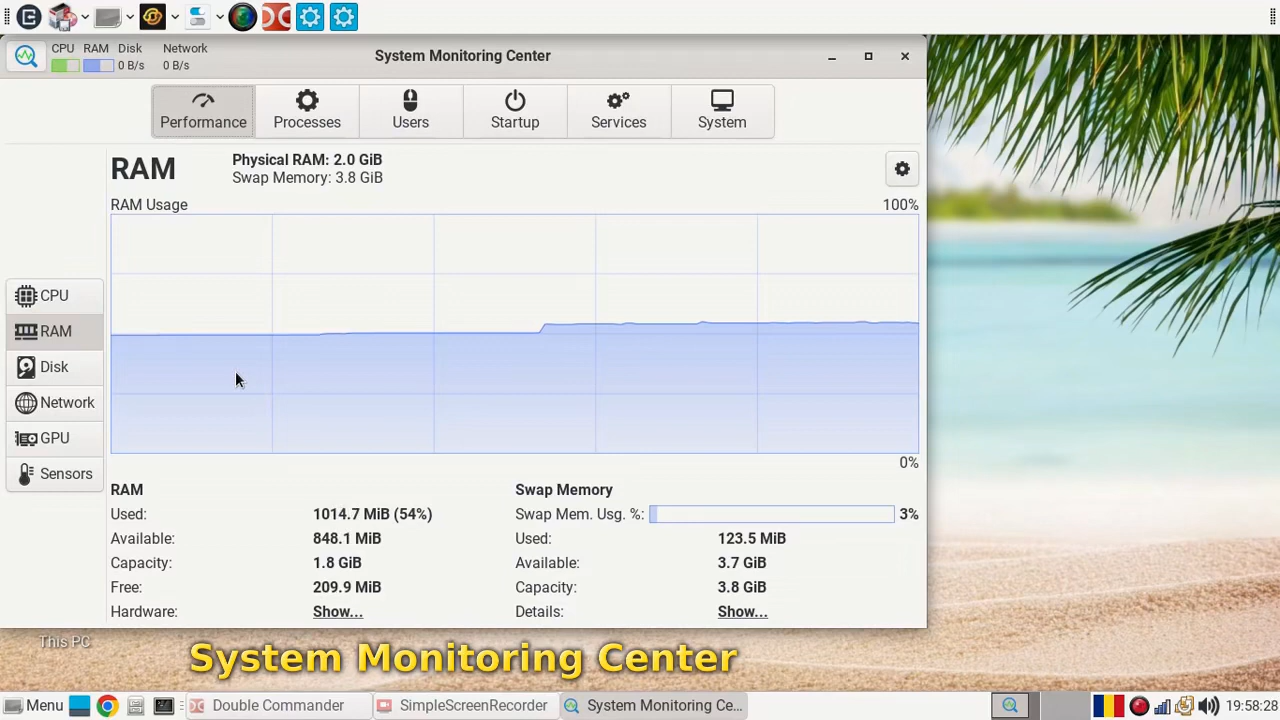 CPU RAM Disk Network
0 B/s 0 B/s
System Monitoring Center
Performance Processes Users Startup Services System
RAM
Physical RAM: 2.0 GiB
Swap Memory: 3.8 GiB
RAM Usage 100%
CPU
RAM
Disk
Network
GPU
Sensors
0%
RAM
Used: 1014.7 MiB (54%)
Available: 848.1 MiB
Capacity: 1.8 GiB
Free: 209.9 MiB
Hardware: Show...
Swap Memory
Swap Mem. Usg. %: 3%
Used: 123.5 MiB
Available: 3.7 GiB
Capacity: 3.8 GiB
Details: Show...
This PC
System Monitoring Center
Menu Double Commander SimpleScreenRecorder System Monitoring Ce... 19:58:28